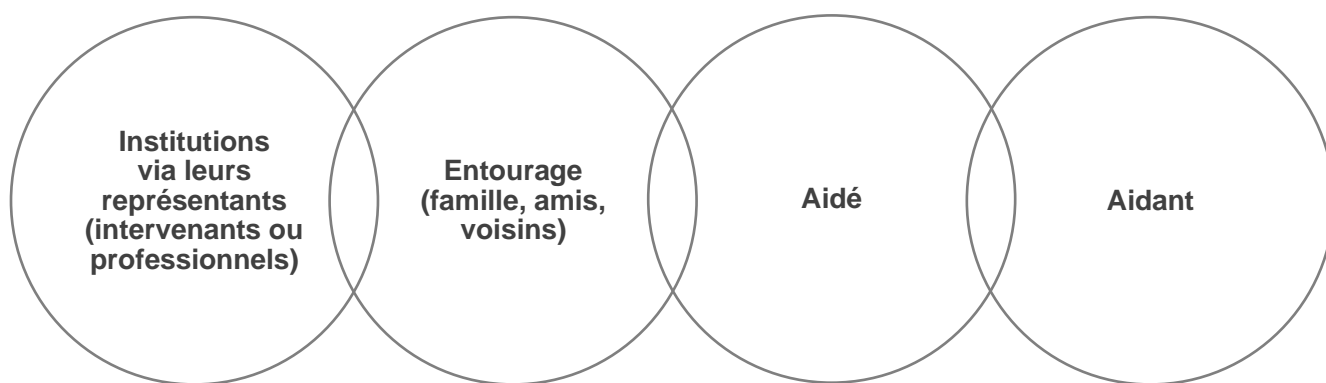 Institutions
via leurs
représentants
(intervenants ou
professionnels)
Entourage
(famille, amis,
voisins)
Aidé
Aidant